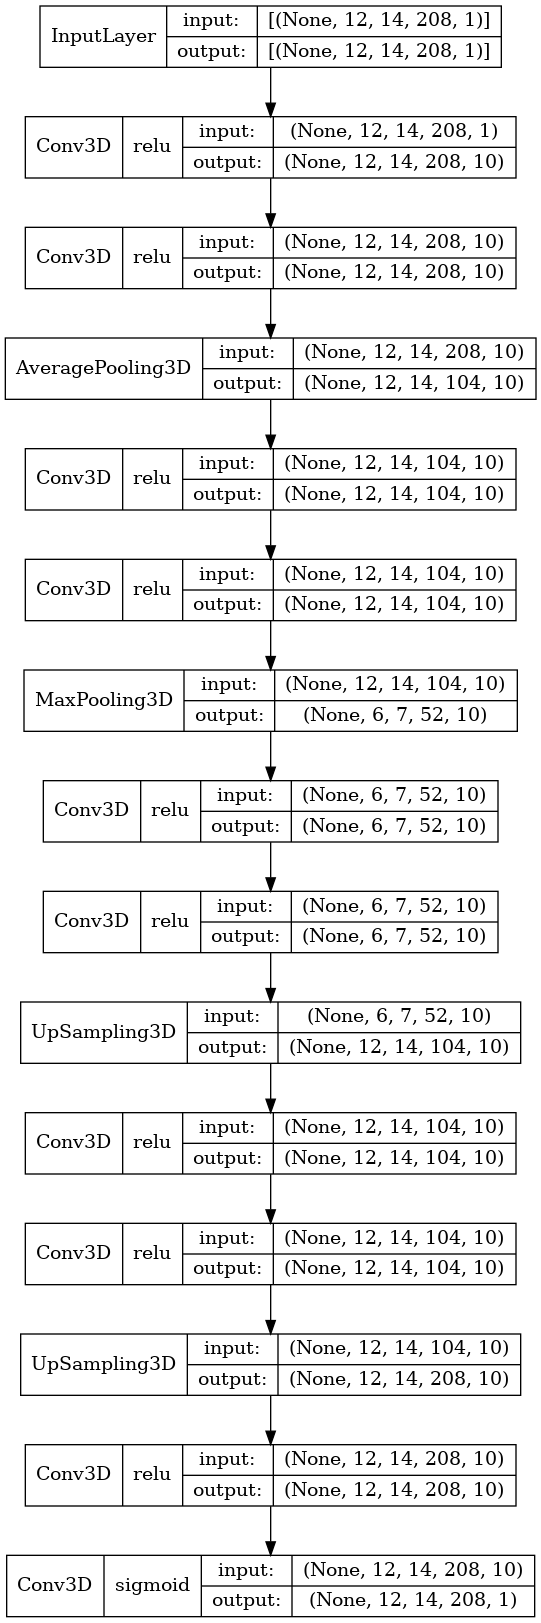 InputLayer input: [(None, 12, 14, 208, 1)]
output: [(None, 12, 14, 208, 1)]
Conv3D relu input: (None, 12, 14, 208, 1)
output: (None, 12, 14, 208, 10)
Conv3D relu input: (None, 12, 14, 208, 10)
output: (None, 12, 14, 208, 10)
AveragePooling3D input: (None, 12, 14, 208, 10)
output: (None, 12, 14, 104, 10)
Conv3D relu input: (None, 12, 14, 104, 10)
output: (None, 12, 14, 104, 10)
Conv3D relu input: (None, 12, 14, 104, 10)
output: (None, 12, 14, 104, 10)
MaxPooling3D input: (None, 12, 14, 104, 10)
output: (None, 6, 7, 52, 10)
Conv3D relu input: (None, 6, 7, 52, 10)
output: (None, 6, 7, 52, 10)
Conv3D relu input: (None, 6, 7, 52, 10)
output: (None, 6, 7, 52, 10)
UpSampling3D input: (None, 6, 7, 52, 10)
output: (None, 12, 14, 104, 10)
Conv3D relu input: (None, 12, 14, 104, 10)
output: (None, 12, 14, 104, 10)
Conv3D relu input: (None, 12, 14, 104, 10)
output: (None, 12, 14, 104, 10)
UpSampling3D input: (None, 12, 14, 104, 10)
output: (None, 12, 14, 208, 10)
Conv3D relu input: (None, 12, 14, 208, 10)
output: (None, 12, 14, 208, 10)
Conv3D sigmoid input: (None, 12, 14, 208, 10)
output: (None, 12, 14, 208, 1)